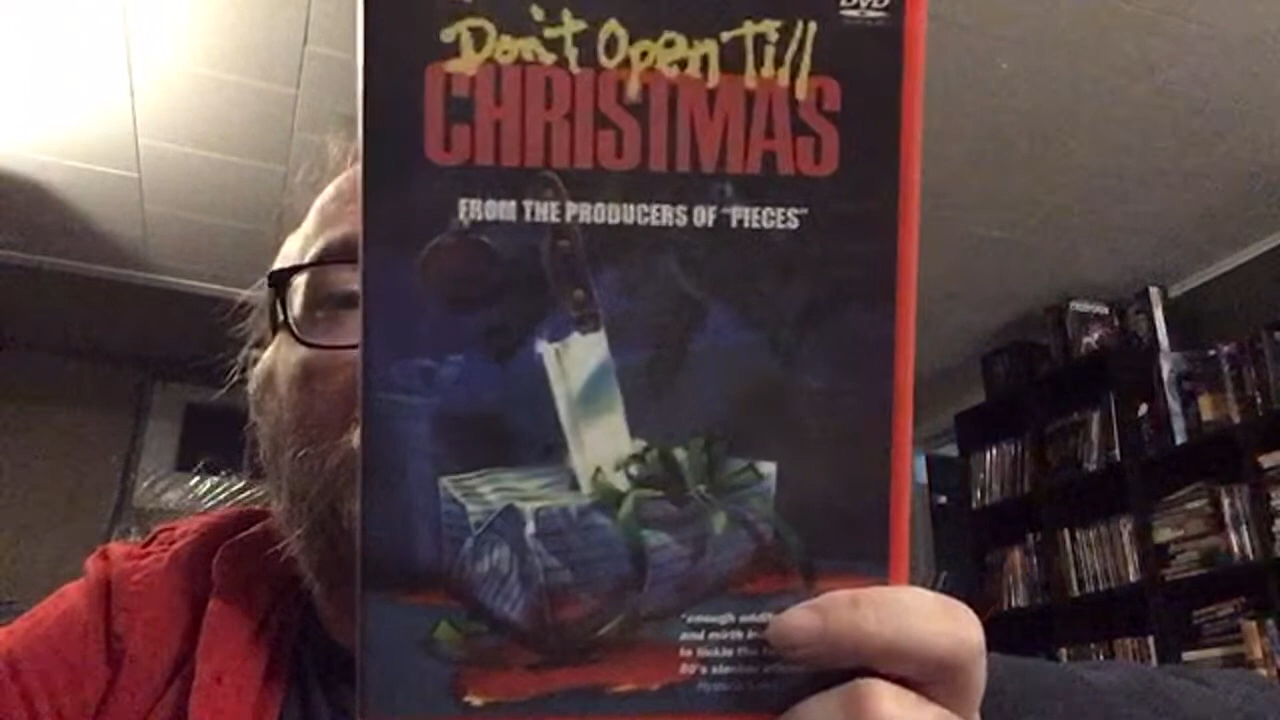 DVD
Don't Open Till
CHRISTMAS
FROM THE PRODUCERS OF "PIECES"
"enough
and mirth
to tickle the
80's slasher